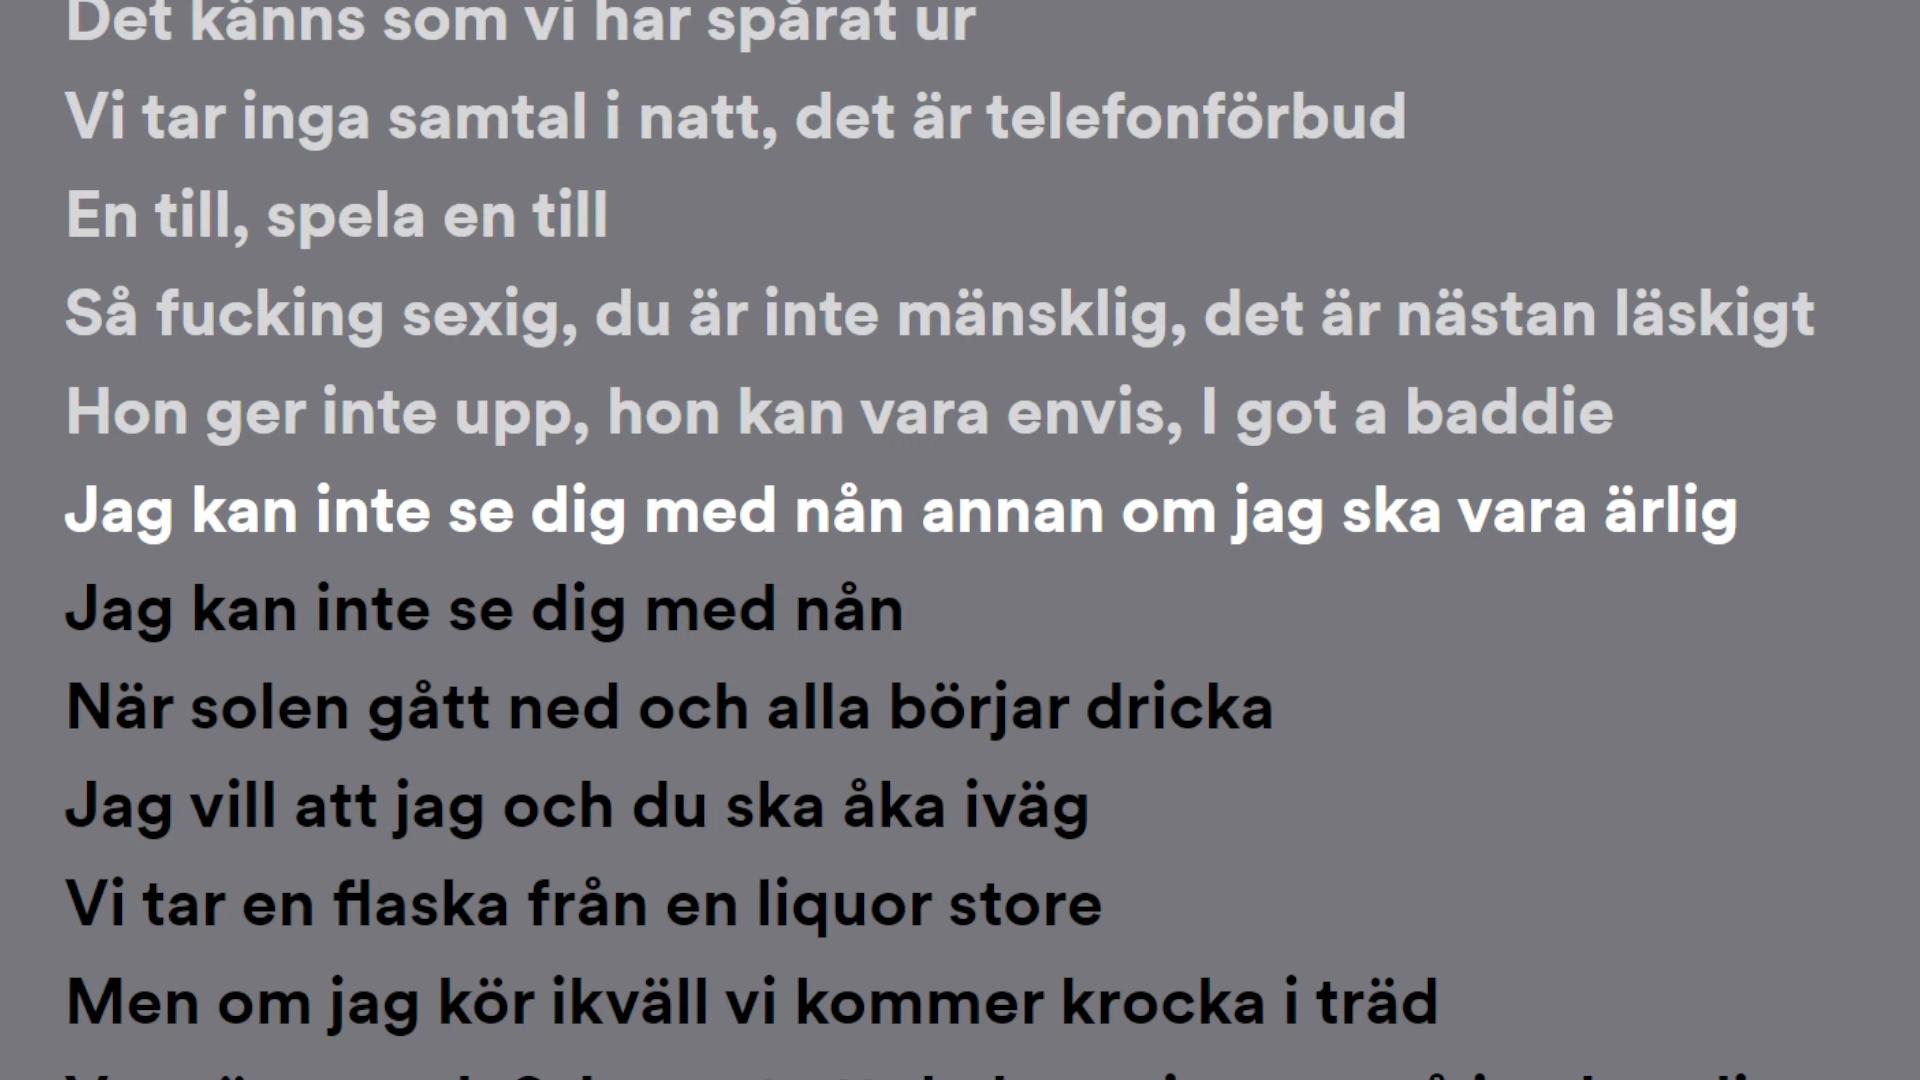 Det känns som vi har spårat ur
Vi tar inga samtal i natt, det är telefonförbud
En till, spela en till
Så fucking sexig, du är inte mänsklig, det är nästan läskigt
Hon ger inte upp, hon kan vara envis, I got a baddie
Jag kan inte se dig med nån annan om jag ska vara ärlig
Jag kan inte se dig med nån
När solen gått ned och alla börjar dricka
Jag vill att jag och du ska åka iväg
Vi tar en flaska från en liquor store
Men om jag kör ikväll vi kommer krocka i träd